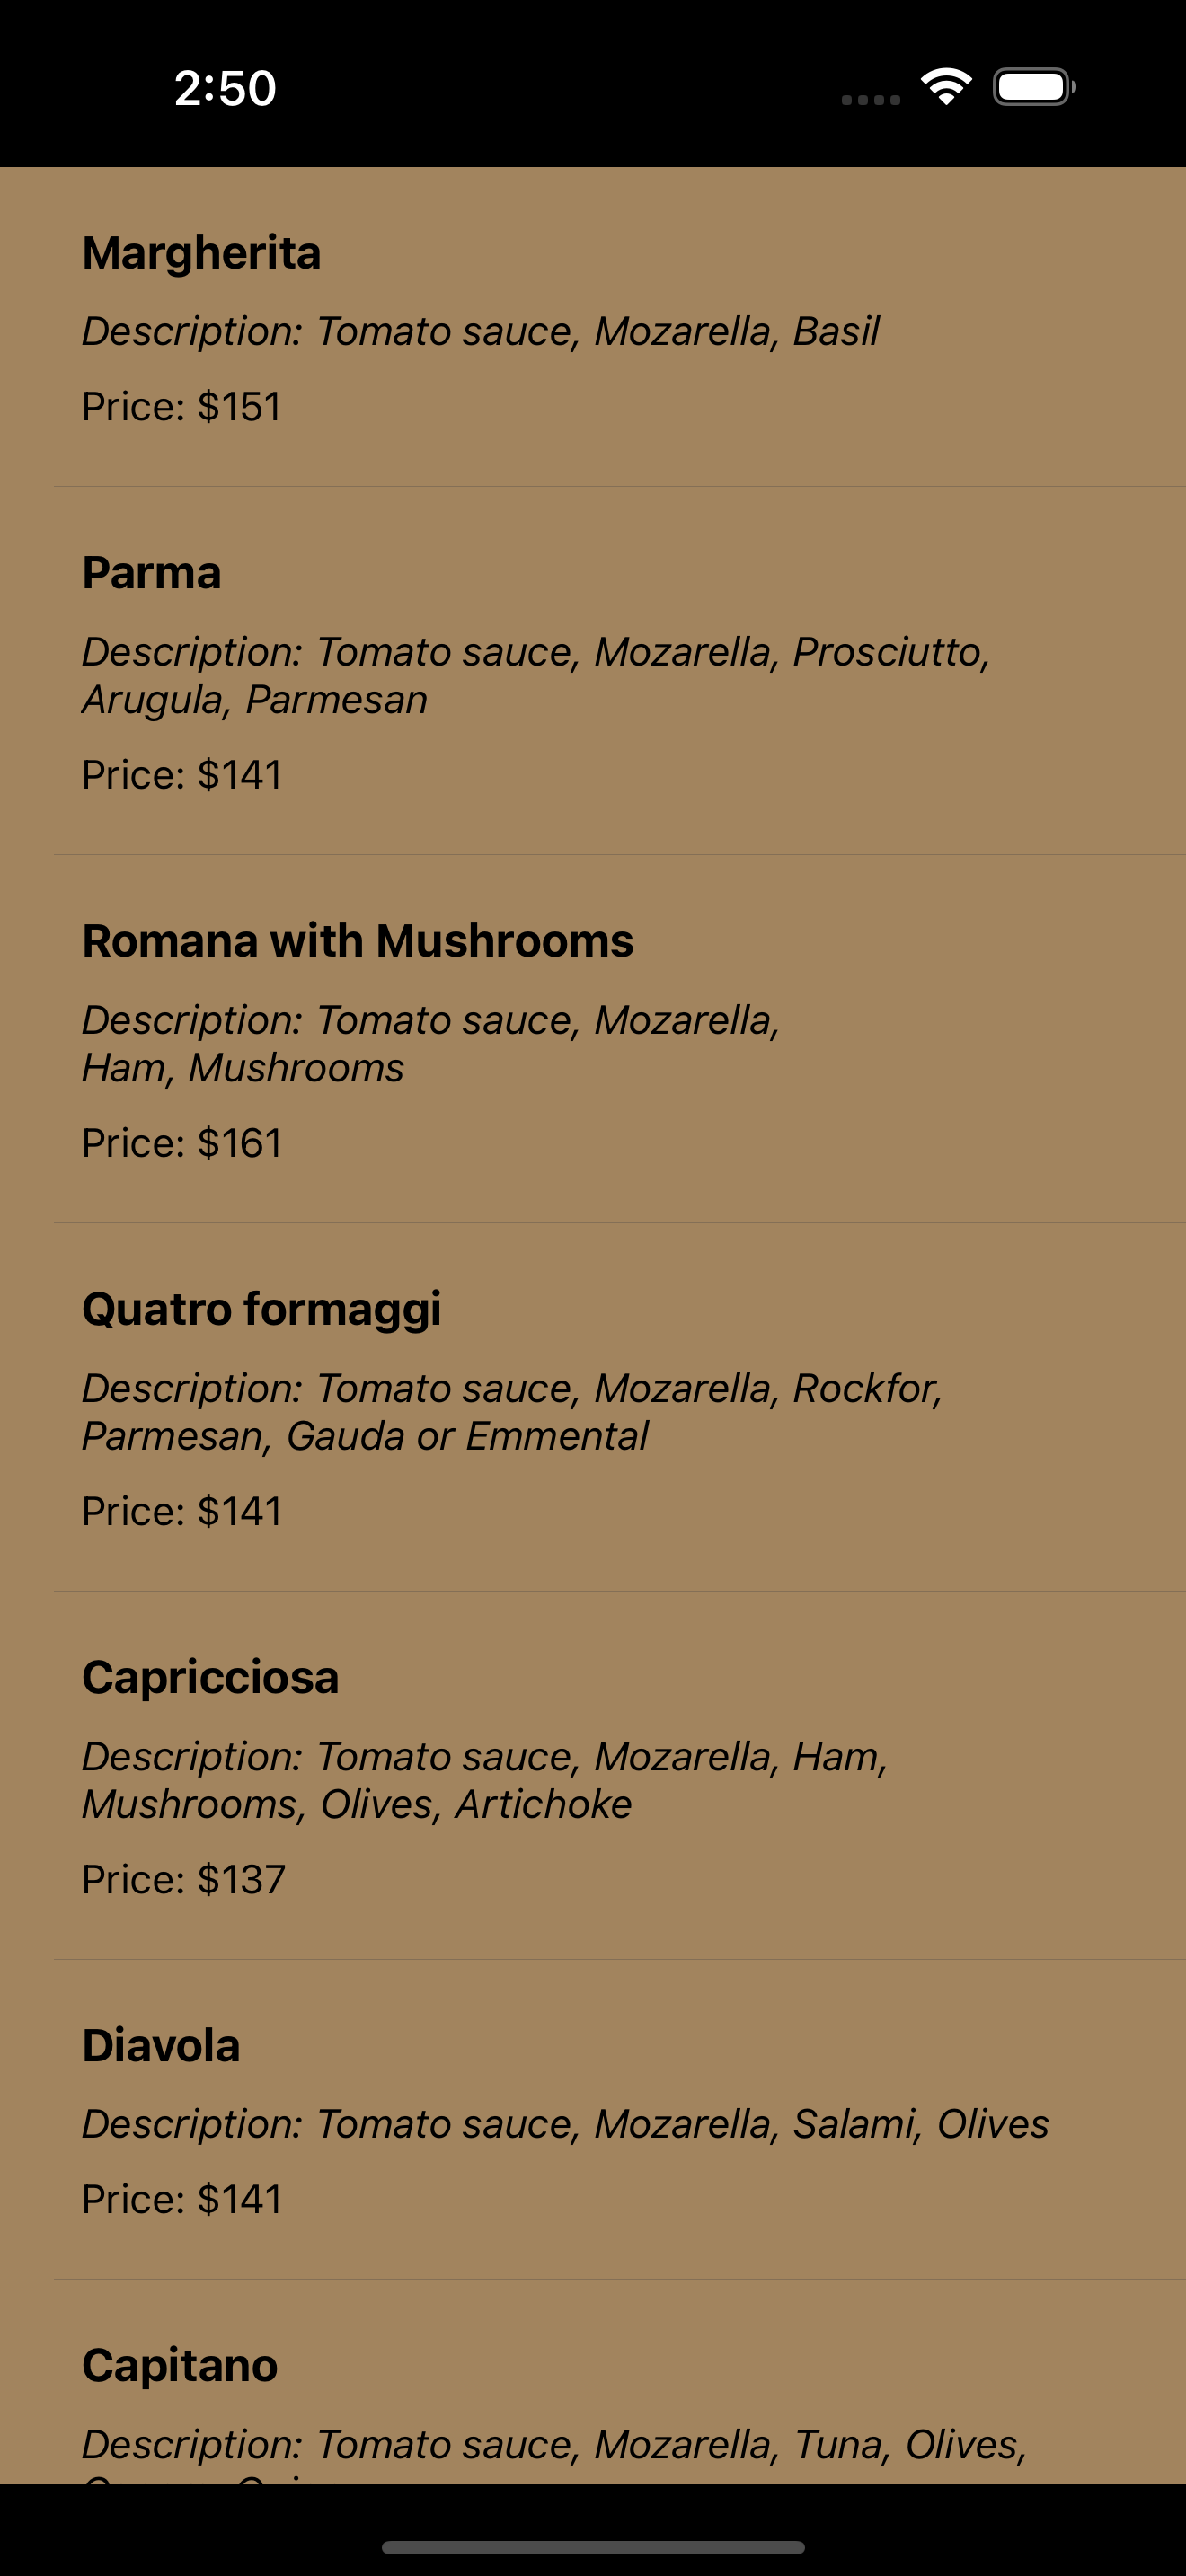 2:50
Margherita
Description: Tomato sauce, Mozarella, Basil
Price: $151
Parma
Description: Tomato sauce, Mozarella, Prosciutto,
Arugula, Parmesan
Price: $141
Romana with Mushrooms
Description: Tomato sauce, Mozarella,
Ham, Mushrooms
Price: $161
Quatro formaggi
Description: Tomato sauce, Mozarella, Rockfor,
Parmesan, Gauda or Emmental
Price: $141
Capricciosa
Description: Tomato sauce, Mozarella, Ham,
Mushrooms, Olives, Artichoke
Price: $137
Diavola
Description: Tomato sauce, Mozarella, Salami, Olives
Price: $141
Capitano
Description: Tomato sauce, Mozarella, Tuna, Olives,